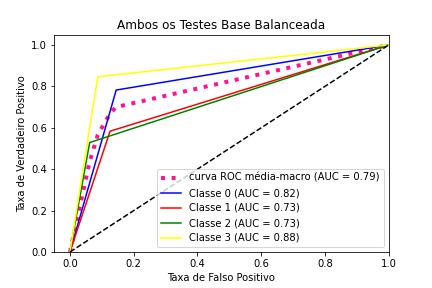 Ambos os Testes Base Balanceada
Taxa de Verdadeiro Positivo
1.0
0.8
0.6
0.4
0.2
0.0
curva ROC média-macro (AUC = 0.79)
Classe 0 (AUC = 0.82)
Classe 1 (AUC = 0.73)
Classe 2 (AUC = 0.73)
Classe 3 (AUC = 0.88)
0.0 0.2 0.4 0.6 0.8 1.0
Taxa de Falso Positivo